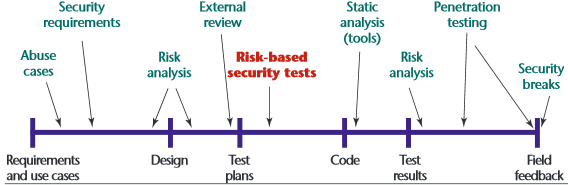 Security
requirements
External
review
Static
analysis
(tools)
Penetration
testing
Abuse
cases
Risk
analysis
Risk-based
security tests
Risk
analysis
Security
breaks
Requirements
and use cases
Design
Test
plans
Code
Test
results
Field
feedback